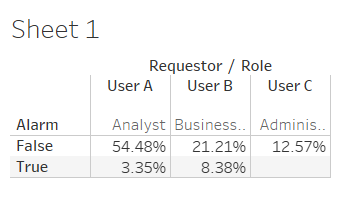 Sheet 1
Requestor / Role
User A User B User C
Alarm Analyst Business.. Adminis..
False 54.48% 21.21% 12.57%
True 3.35% 8.38%